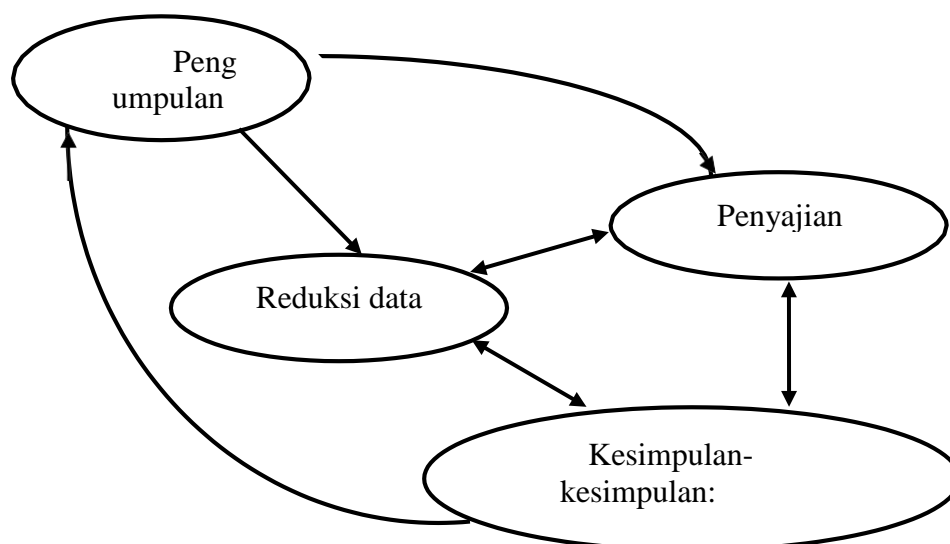 Peng
umpulan
Penyajian
Reduksi data
Kesimpulan-
kesimpulan: